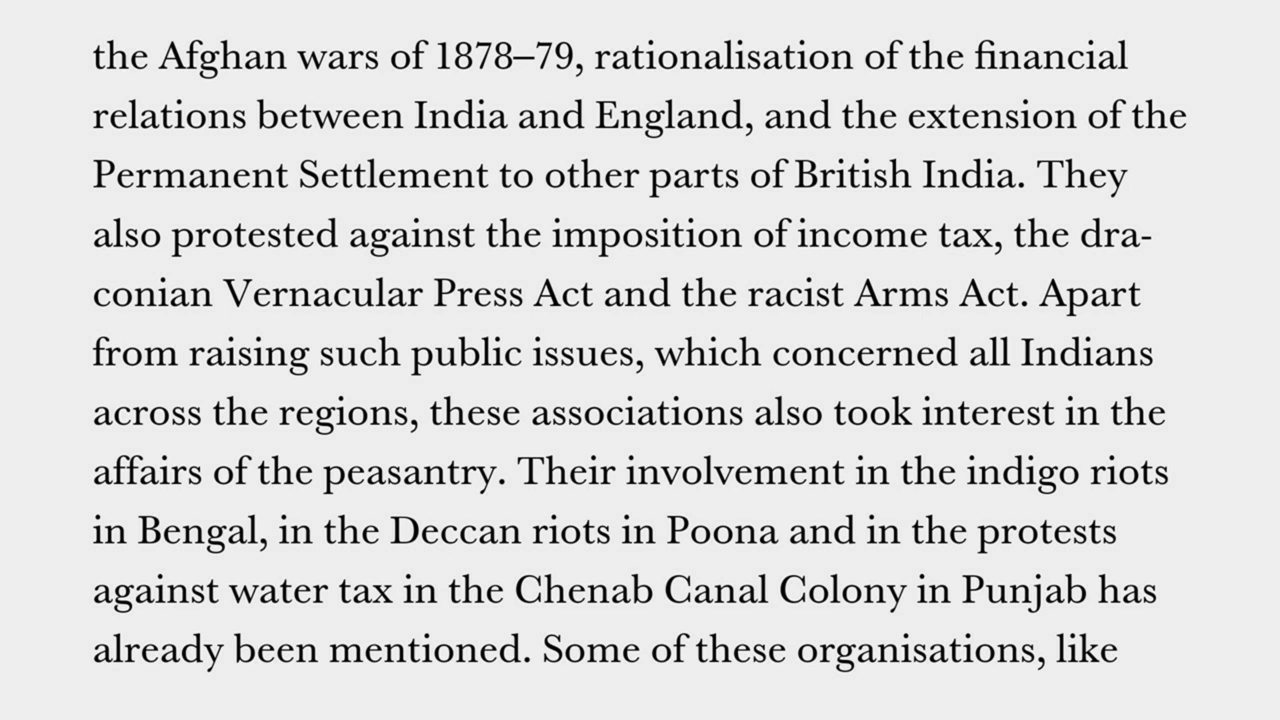 the Afghan wars of 1878–79, rationalisation of the financial
relations between India and England, and the extension of the
Permanent Settlement to other parts of British India. They
also protested against the imposition of income tax, the dra-
conian Vernacular Press Act and the racist Arms Act. Apart
from raising such public issues, which concerned all Indians
across the regions, these associations also took interest in the
affairs of the peasantry. Their involvement in the indigo riots
in Bengal, in the Deccan riots in Poona and in the protests
against water tax in the Chenab Canal Colony in Punjab has
already been mentioned. Some of these organisations, like